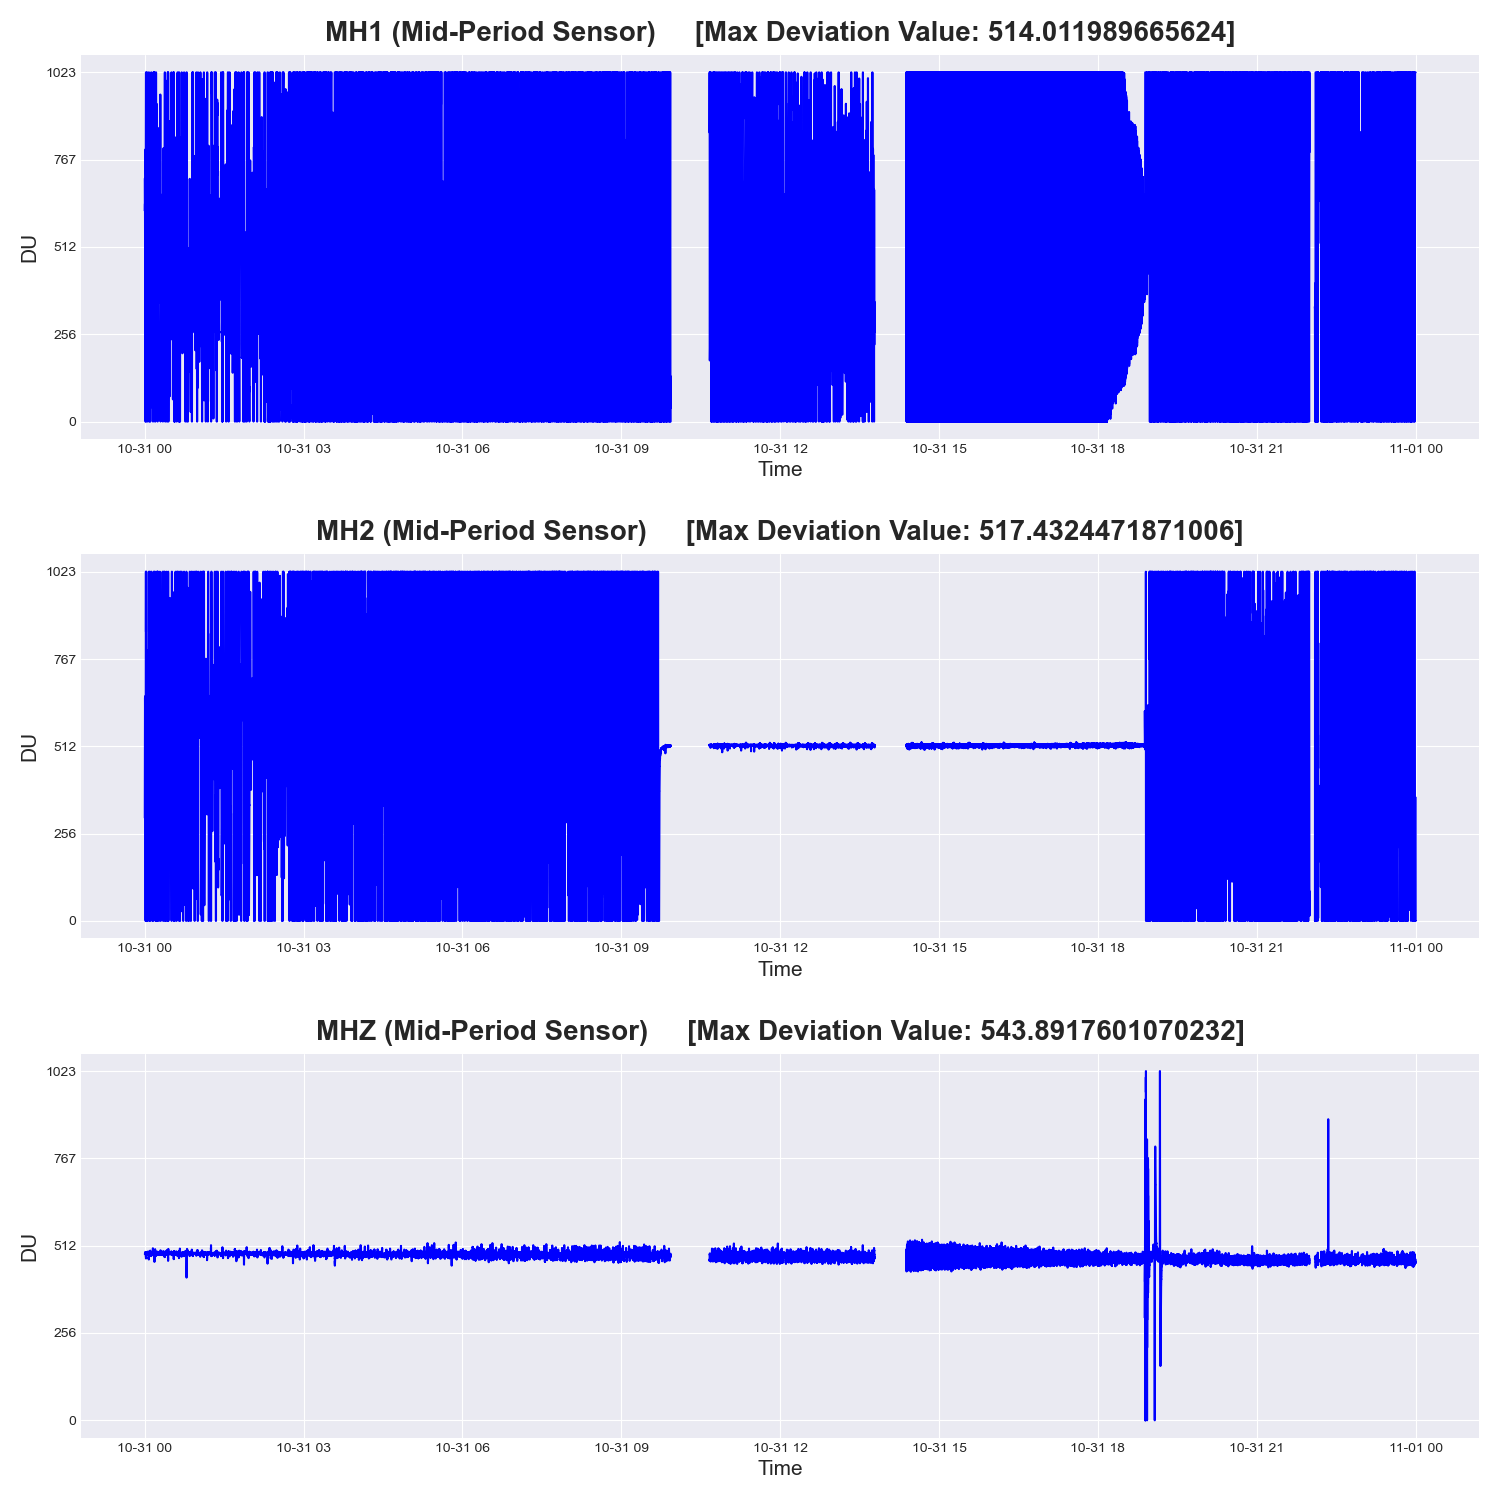 MH1 (Mid-Period Sensor) [Max Deviation Value: 514.011989665624]
1023
767
512
256
0
DU
10-31 00 10-31 03 10-31 06 10-31 09 10-31 12 10-31 15 10-31 18 10-31 21 11-01 00
Time
MH2 (Mid-Period Sensor) [Max Deviation Value: 517.4324471871006]
1023
767
512
256
0
DU
10-31 00 10-31 03 10-31 06 10-31 09 10-31 12 10-31 15 10-31 18 10-31 21 11-01 00
Time
MHZ (Mid-Period Sensor) [Max Deviation Value: 543.8917601070232]
1023
767
512
256
0
DU
10-31 00 10-31 03 10-31 06 10-31 09 10-31 12 10-31 15 10-31 18 10-31 21 11-01 00
Time